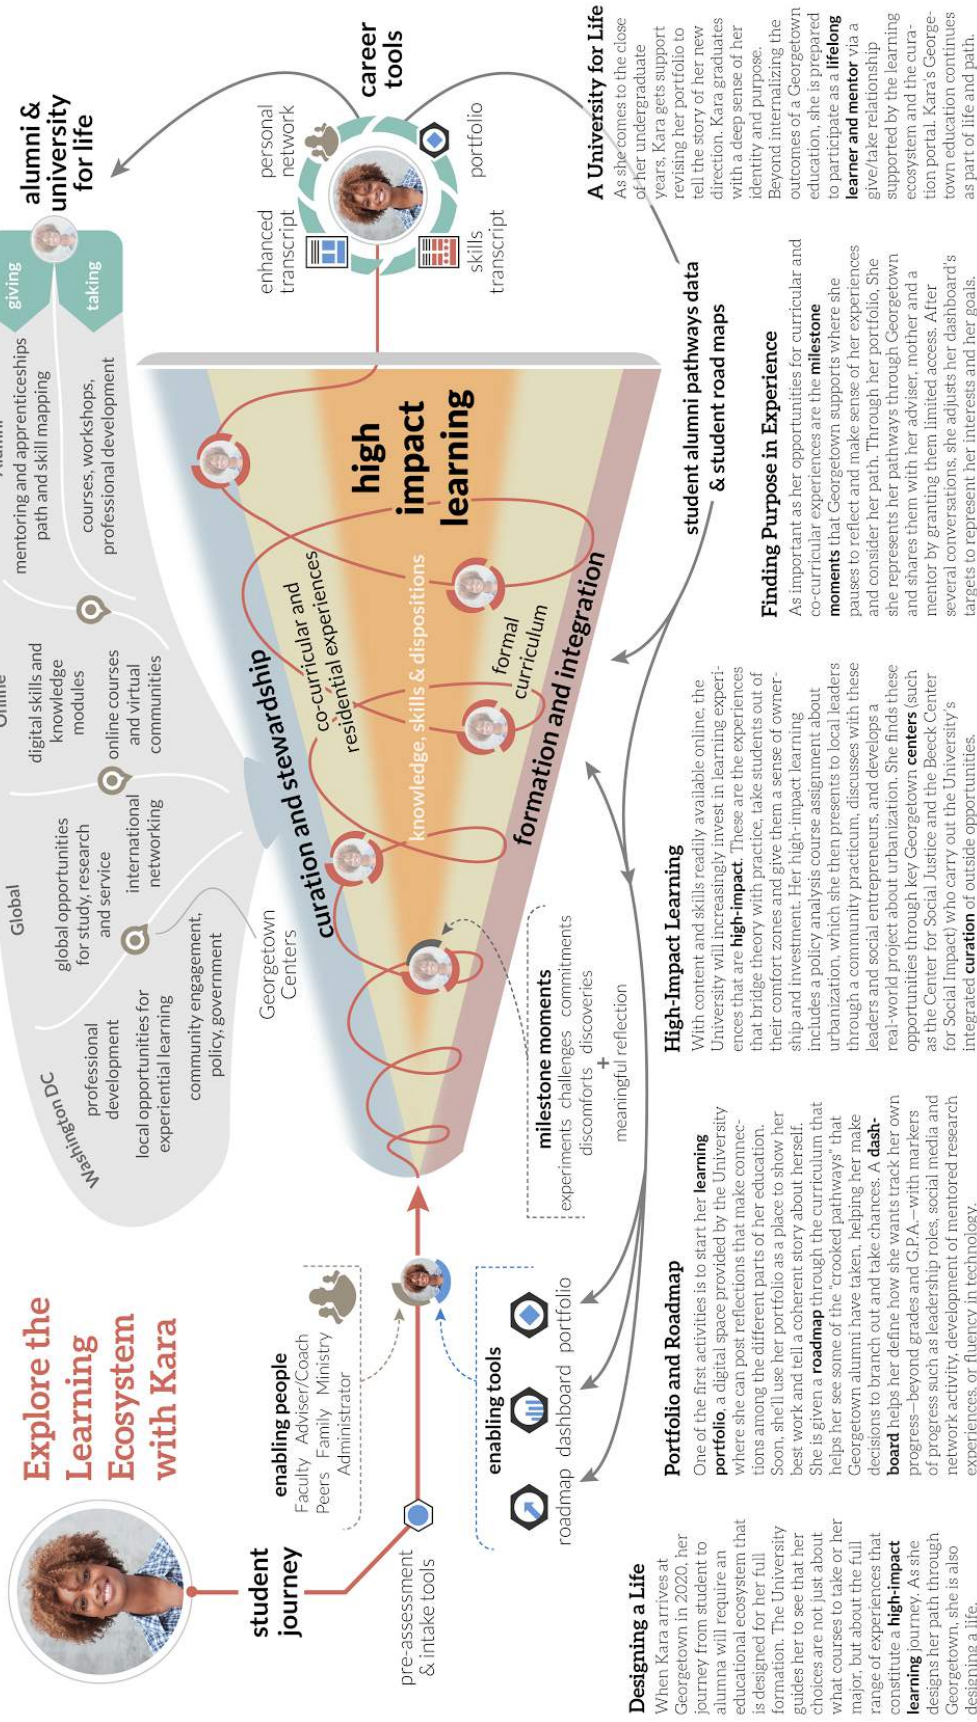 Explore the
Learning
Ecosystem
with Kara
student
journey
pre-assessment
& intake tools
enabling people
Faculty Adviser/Coach
Peers Family Ministry
Administrator
enabling tools
roadmap dashboard portfolio
Washington DC
professional
development
local opportunities for
experiential learning
community engagement,
policy, government
Georgetown
Centers
Global
global opportunities
for study, research
and service
international
networking
Online
digital skills and
knowledge
modules
online courses
and virtual
communities
mentoring and apprenticeships
path and skill mapping
courses, workshops,
professional development
giving
taking
alumni &
university
for life
curation and stewardship
co-curricular and
residential experiences
knowledge, skills & dispositions
formal
curriculum
formation and integration
high
impact
learning
milestone moments
experiments challenges commitments
discomforts discoveries
+
meaningful reflection
enhanced
transcript
personal
network
skills
transcript
portfolio
career
tools
student alumni pathways data
& student road maps
Designing a Life
When Kara arrives at
Georgetown in 2020, her
journey from student to
alumna will require an
educational ecosystem that
is designed for her full
formation. The University
guides her to see that her
choices are not just about
what courses to take or her
major, but about the full
range of experiences that
constitute a high-impact
learning journey. As she
designs her path through
Georgetown, she is also
designing a life.
Portfolio and Roadmap
One of the first activities is to start her learning
portfolio, a digital space provided by the University
where she can post reflections that make connec-
tions among the different parts of her education.
Soon, she'll use her portfolio as a place to show her
best work and tell a coherent story about herself.
She is given a roadmap through the curriculum that
helps her see some of the "crooked pathways" that
Georgetown alumni have taken, helping her make
decisions to branch out and take chances. A dash-
board helps her define how she wants track her own
progress—beyond grades and G.P.A.—with markers
of progress such as leadership roles, social media and
network activity, development of mentored research
experiences, or fluency in technology.
High-Impact Learning
With content and skills readily available online, the
University will increasingly invest in learning experi-
ences that are high-impact. These are the experiences
that bridge theory with practice, take students out of
their comfort zones and give them a sense of owner-
ship and investment. Her high-impact learning
includes a policy analysis course assignment about
urbanization, which she then presents to local leaders
through a community practicum, discusses with these
leaders and social entrepreneurs, and develops a
real-world project about urbanization. She finds these
opportunities through key Georgetown centers (such
as the Center for Social Justice and the Beeck Center
for Social Impact) who carry out the University's
integrated curation of outside opportunities.
Finding Purpose in Experience
As important as her opportunities for curricular and
co-curricular experiences are the milestone
moments that Georgetown supports where she
pauses to reflect and make sense of her experiences
and consider her path. Through her portfolio, She
she represents her pathways through Georgetown
and shares them with her adviser, mother and a
mentor by granting them limited access. After
several conversations, she adjusts her dashboard's
targets to represent her interests and her goals.
A University for Life
As she comes to the close
of her undergraduate
years, Kara gets support
revising her portfolio to
tell the story of her new
direction. Kara graduates
with a deep sense of her
identity and purpose.
Beyond internalizing the
outcomes of a Georgetown
education, she is prepared
to participate as a lifelong
learner and mentor via a
give/take relationship
supported by the learning
ecosystem and the cura-
tion portal. Kara's George-
town education continues
as part of life and path.